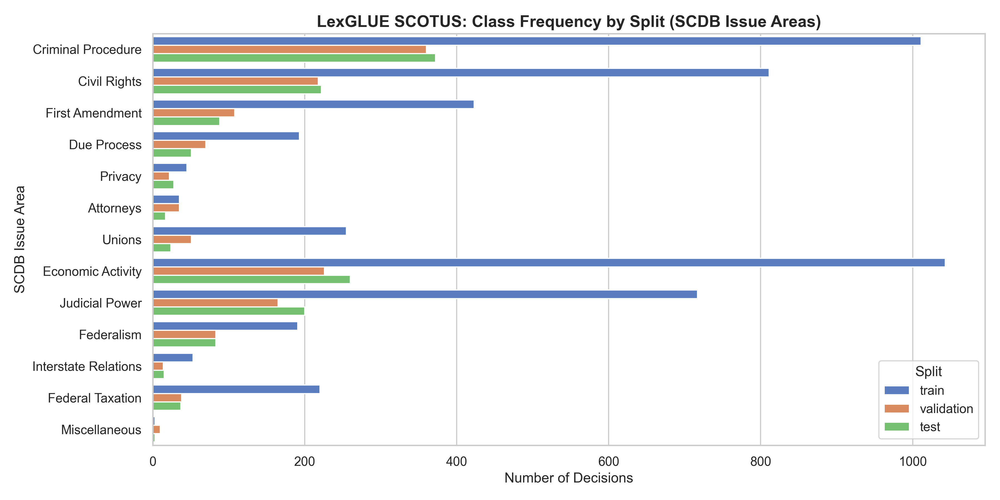 LexGLUE SCOTUS: Class Frequency by Split (SCDB Issue Areas)
SCDB Issue Area
Criminal Procedure
Civil Rights
First Amendment
Due Process
Privacy
Attorneys
Unions
Economic Activity
Judicial Power
Federalism
Interstate Relations
Federal Taxation
Miscellaneous
Split
train
validation
test
0 200 400 600 800 1000
Number of Decisions